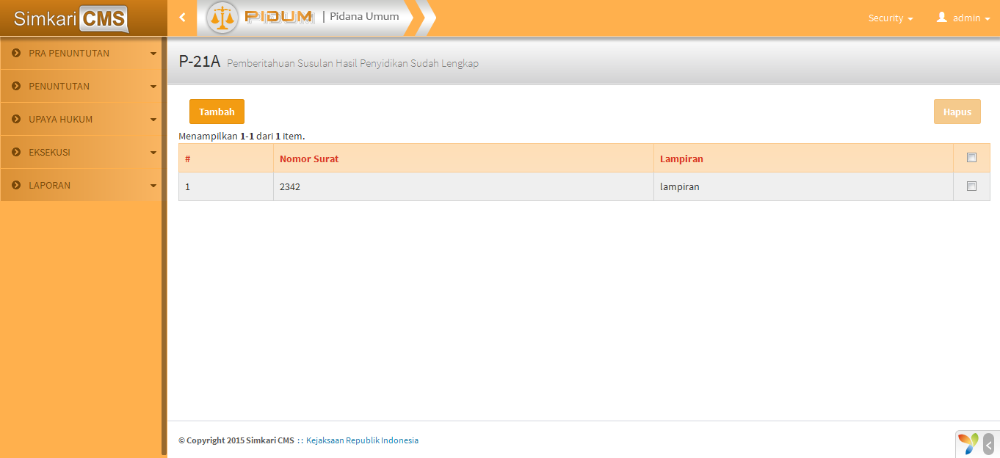 Simkari CMS
PIDUM | Pidana Umum
Security
admin
PRA PENUNTUTAN
PENUNTUTAN
UPAYA HUKUM
EKSEKUSI
LAPORAN
P-21A Pemberitahuan Susulan Hasil Penyidikan Sudah Lengkap
Tambah
Hapus
Menampilkan 1-1 dari 1 item.
# Nomor Surat Lampiran
1 2342 lampiran
© Copyright 2015 Simkari CMS :: Kejaksaan Republik Indonesia